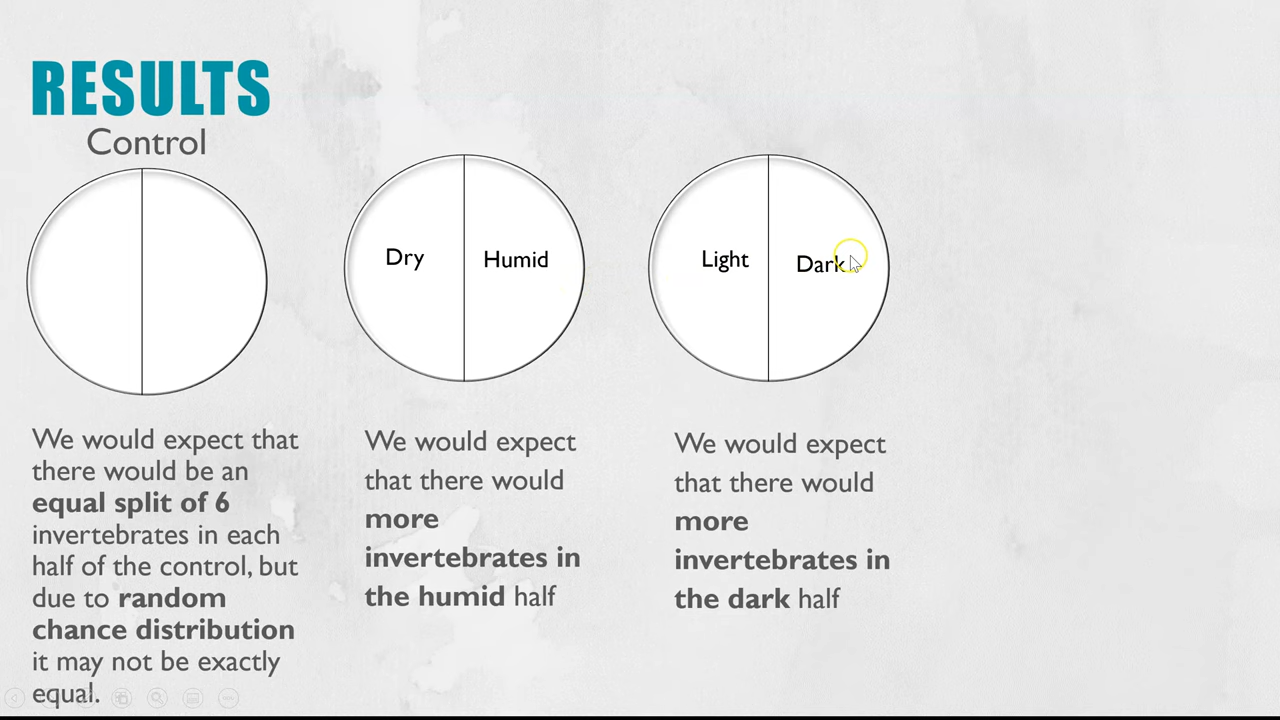 RESULTS
Control
Dry
Humid
Light
Dark
We would expect that
there would be an
equal split of 6
invertebrates in each
half of the control, but
due to random
chance distribution
it may not be exactly
equal.
We would expect
that there would
more
invertebrates in
the humid half
We would expect
that there would
more
invertebrates in
the dark half